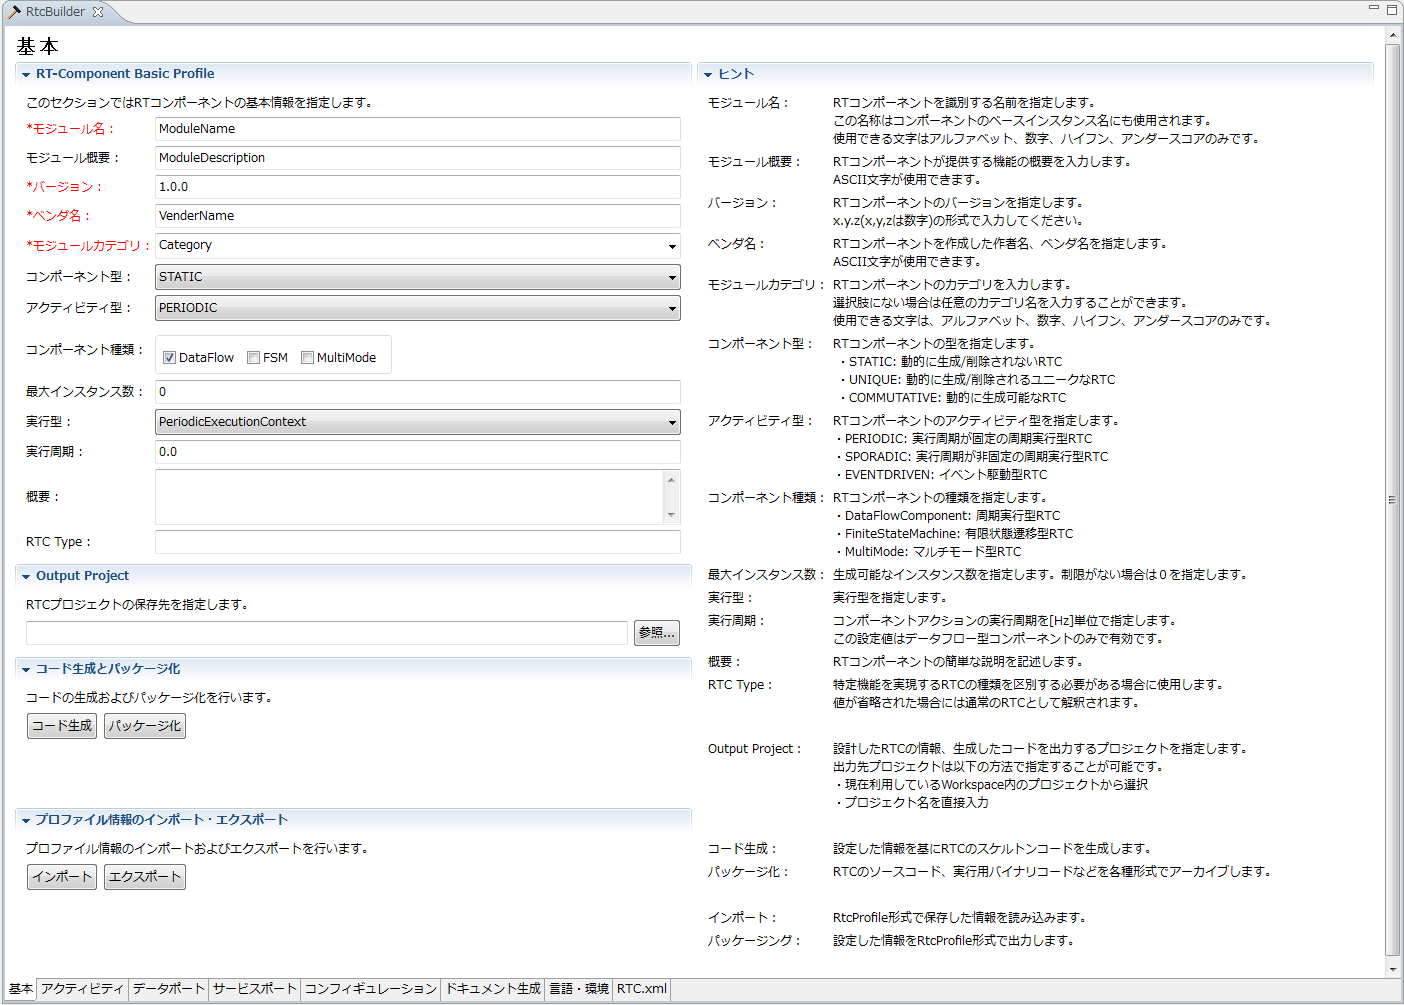 RtcBuilder
基本
RT-Component Basic Profile
このセクションではRTコンポーネントの基本情報を指定します。
*モジュール名：
ModuleName
モジュール概要：
ModuleDescription
*バージョン：
1.0.0
*ベンダ名：
VenderName
*モジュールカテゴリ：
Category
コンポーネント型：
STATIC
アクティビティ型：
PERIODIC
コンポーネント種類：
DataFlow FSM MultiMode
最大インスタンス数：
0
実行型：
PeriodicExecutionContext
実行周期：
0.0
概要：
RTC Type：
Output Project
RTCプロジェクトの保存先を指定します。
参照...
コード生成とパッケージ化
コードの生成およびパッケージ化を行います。
コード生成 パッケージ化
プロファイル情報のインポート・エクスポート
プロファイル情報のインポートおよびエクスポートを行います。
インポート エクスポート
ヒント
モジュール名：
RTコンポーネントを識別する名前を指定します。
この名称はコンポーネントのベースインスタンス名にも使用されます。
使用できる文字はアルファベット、数字、ハイフン、アンダースコアのみです。
モジュール概要：
RTコンポーネントが提供する機能の概要を入力します。
ASCII文字が使用できます。
バージョン：
RTコンポーネントのバージョンを指定します。
x.y.z(x,y,zは数字)の形式で入力してください。
ベンダ名：
RTコンポーネントを作成した作者名、ベンダ名を指定します。
ASCII文字が使用できます。
モジュールカテゴリ：
RTコンポーネントのカテゴリを入力します。
選択肢にない場合は任意のカテゴリ名を入力することができます。
使用できる文字は、アルファベット、数字、ハイフン、アンダースコアのみです。
コンポーネント型：
RTコンポーネントの型を指定します。
・STATIC: 動的に生成/削除されないRTC
・UNIQUE: 動的に生成/削除されるユニークなRTC
・COMMUTATIVE: 動的に生成可能なRTC
アクティビティ型：
RTコンポーネントのアクティビティ型を指定します。
・PERIODIC: 実行周期が固定の周期実行型RTC
・SPORADIC: 実行周期が非固定の周期実行型RTC
・EVENTDRIVEN: イベント駆動型RTC
コンポーネント種類：
RTコンポーネントの種類を指定します。
・DataFlowComponent: 周期実行型RTC
・FiniteStateMachine: 有限状態遷移型RTC
・MultiMode: マルチモード型RTC
最大インスタンス数：
生成可能なインスタンス数を指定します。制限がない場合は０を指定します。
実行型：
実行型を指定します。
実行周期：
コンポーネントアクションの実行周期を[Hz]単位で指定します。
この設定値はデータフロー型コンポーネントのみで有効です。
概要：
RTコンポーネントの簡単な説明を記述します。
RTC Type：
特定機能を実現するRTCの種類を区別する必要がある場合に使用します。
値が省略された場合には通常のRTCとして解釈されます。
Output Project：
設計したRTCの情報、生成したコードを出力するプロジェクトを指定します。
出力先プロジェクトは以下の方法で指定することが可能です。
・現在利用しているWorkspace内のプロジェクトから選択
・プロジェクト名を直接入力
コード生成：
設定した情報を基にRTCのスケルトンコードを生成します。
パッケージ化：
RTCのソースコード、実行用バイナリコードなどを各種形式でアーカイブします。
インポート：
RtcProfile形式で保存した情報を読み込みます。
パッケージング：
設定した情報をRtcProfile形式で出力します。
基本 アクティビティ データポート サービスポート コンフィギュレーション ドキュメント生成 言語・環境 RTC.xml